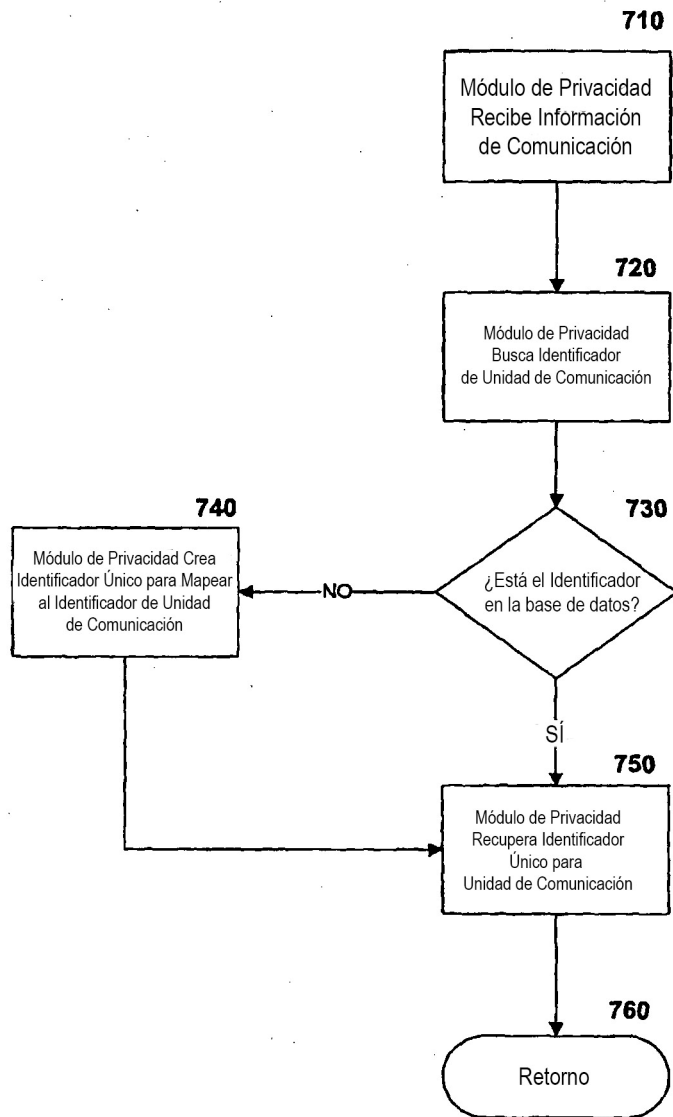 710
Módulo de Privacidad
Recibe Información
de Comunicación
720
Módulo de Privacidad
Busca Identificador
de Unidad de Comunicación
730
¿Está el Identificador
en la base de datos?
NO
740
Módulo de Privacidad Crea
Identificador Único para Mapear
al Identificador de Unidad
de Comunicación
SÍ
750
Módulo de Privacidad
Recupera Identificador
Único para
Unidad de Comunicación
760
Retorno